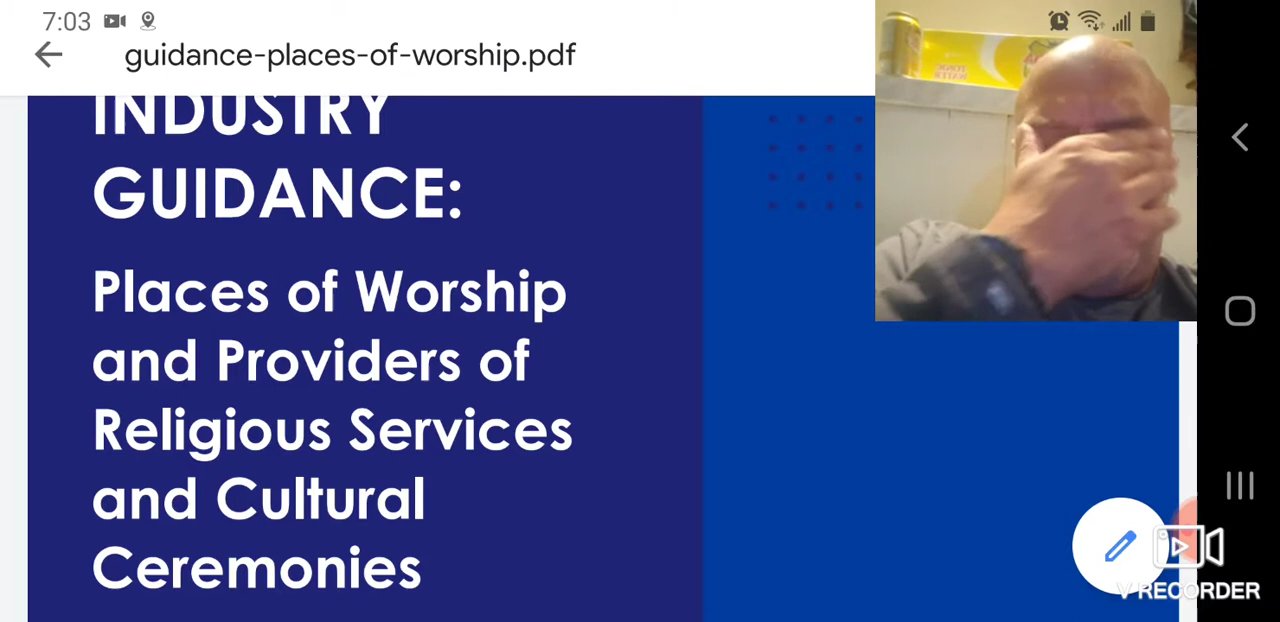 7:03
guidance-places-of-worship.pdf
INDUSTRY
GUIDANCE:
Places of Worship
and Providers of
Religious Services
and Cultural
Ceremonies
V RECORDER